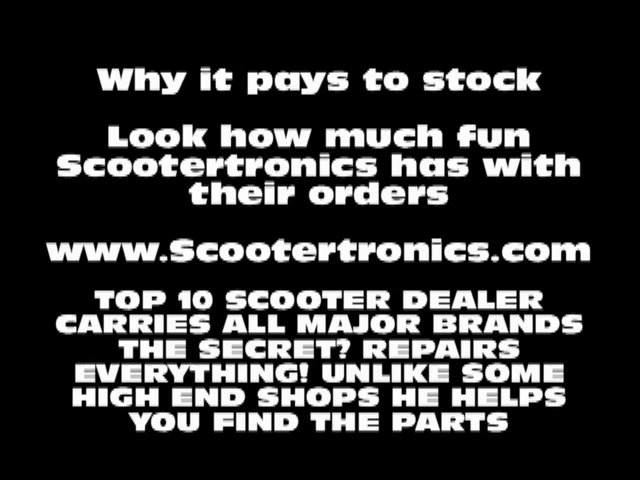 Why it pays to stock
Look how much fun
Scootertronics has with
their orders
www.Scootertronics.com
TOP 10 SCOOTER DEALER
CARRIES ALL MAJOR BRANDS
THE SECRET? REPAIRS
EVERYTHING! UNLIKE SOME
HIGH END SHOPS HE HELPS
YOU FIND THE PARTS